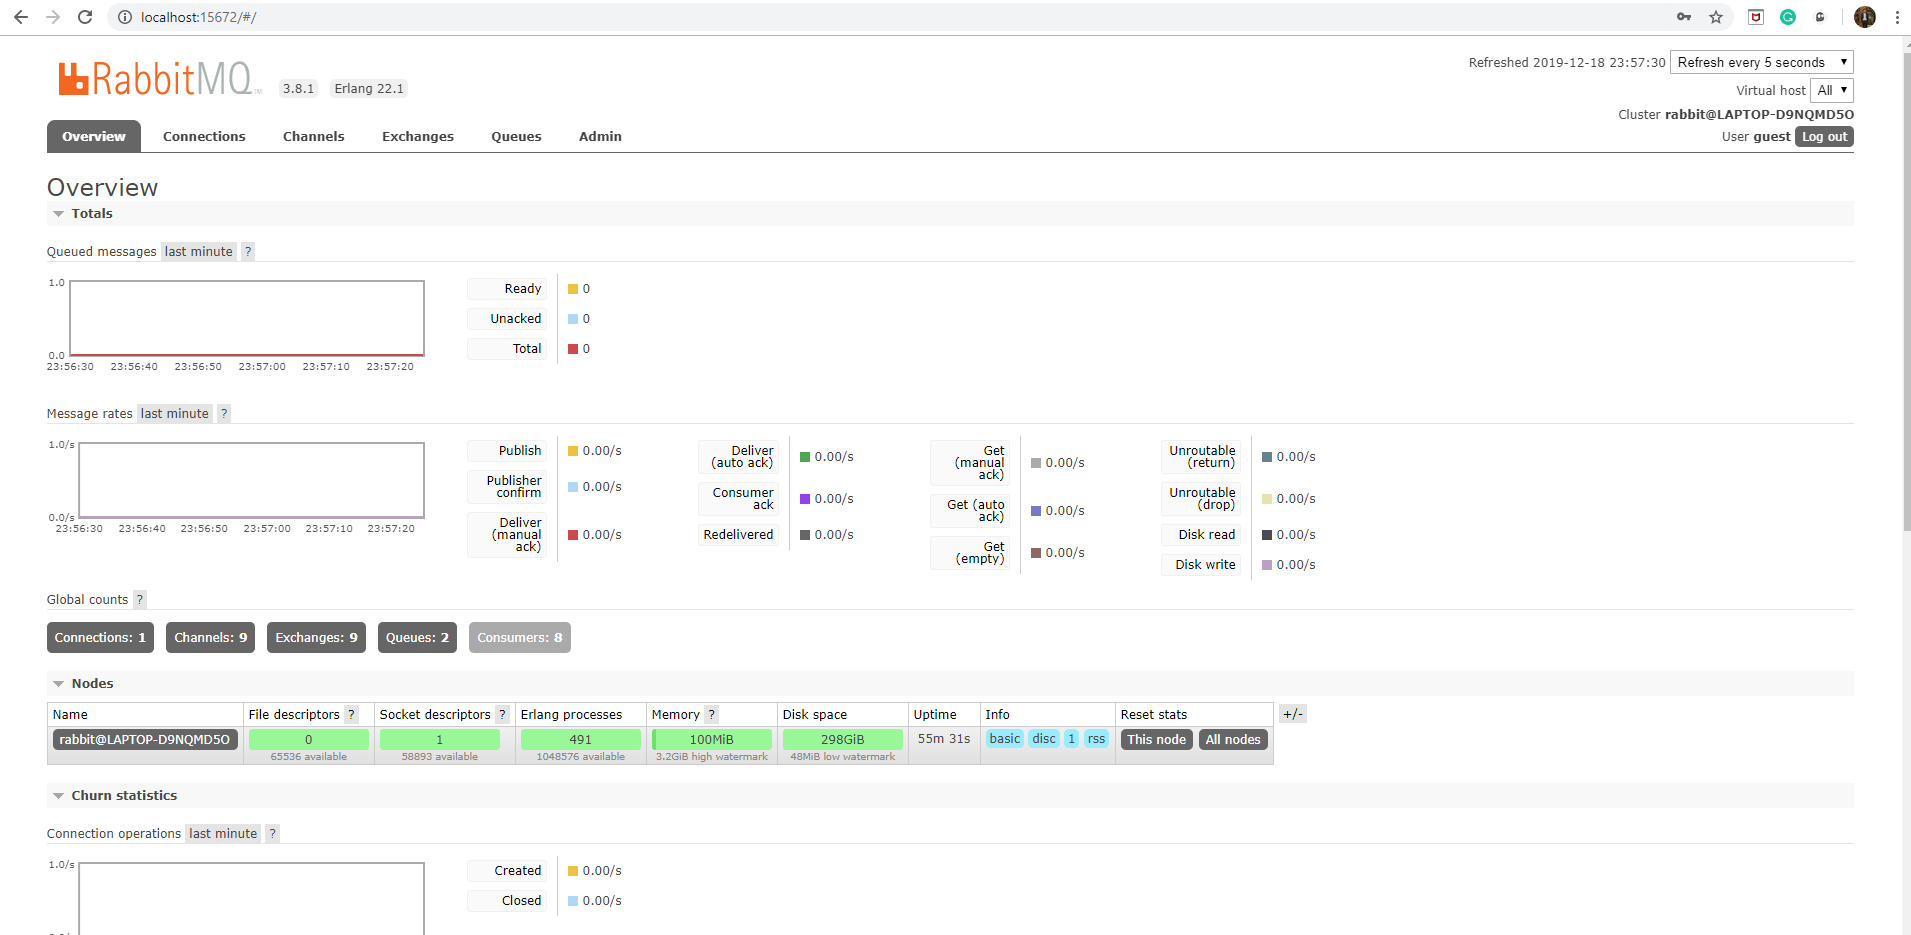 localhost:15672/#/
RabbitMQ TM 3.8.1 Erlang 22.1
Refreshed 2019-12-18 23:57:30 Refresh every 5 seconds
Virtual host All
Cluster rabbit@LAPTOP-D9NQMD5O
User guest Log out
Overview Connections Channels Exchanges Queues Admin
Overview
Totals
Queued messages last minute ?
1.0
0.0
23:56:30 23:56:40 23:56:50 23:57:00 23:57:10 23:57:20
Ready 0
Unacked 0
Total 0
Message rates last minute ?
1.0/s
0.0/s
23:56:30 23:56:40 23:56:50 23:57:00 23:57:10 23:57:20
Publish 0.00/s
Publisher
confirm 0.00/s
Deliver
(manual
ack) 0.00/s
Deliver
(auto ack) 0.00/s
Consumer
ack 0.00/s
Redelivered 0.00/s
Get
(manual
ack) 0.00/s
Get (auto
ack) 0.00/s
Get
(empty) 0.00/s
Unroutable
(return) 0.00/s
Unroutable
(drop) 0.00/s
Disk read 0.00/s
Disk write 0.00/s
Global counts ?
Connections: 1 Channels: 9 Exchanges: 9 Queues: 2 Consumers: 8
Nodes
Name File descriptors ? Socket descriptors ? Erlang processes Memory ? Disk space Uptime Info Reset stats +/-
rabbit@LAPTOP-D9NQMD5O 0 1 491 100MiB 298GiB 55m 31s basic disc 1 rss This node All nodes
65536 available 58893 available 1048576 available 3.2GiB high watermark 48MiB low watermark
Churn statistics
Connection operations last minute ?
1.0/s
Created 0.00/s
Closed 0.00/s